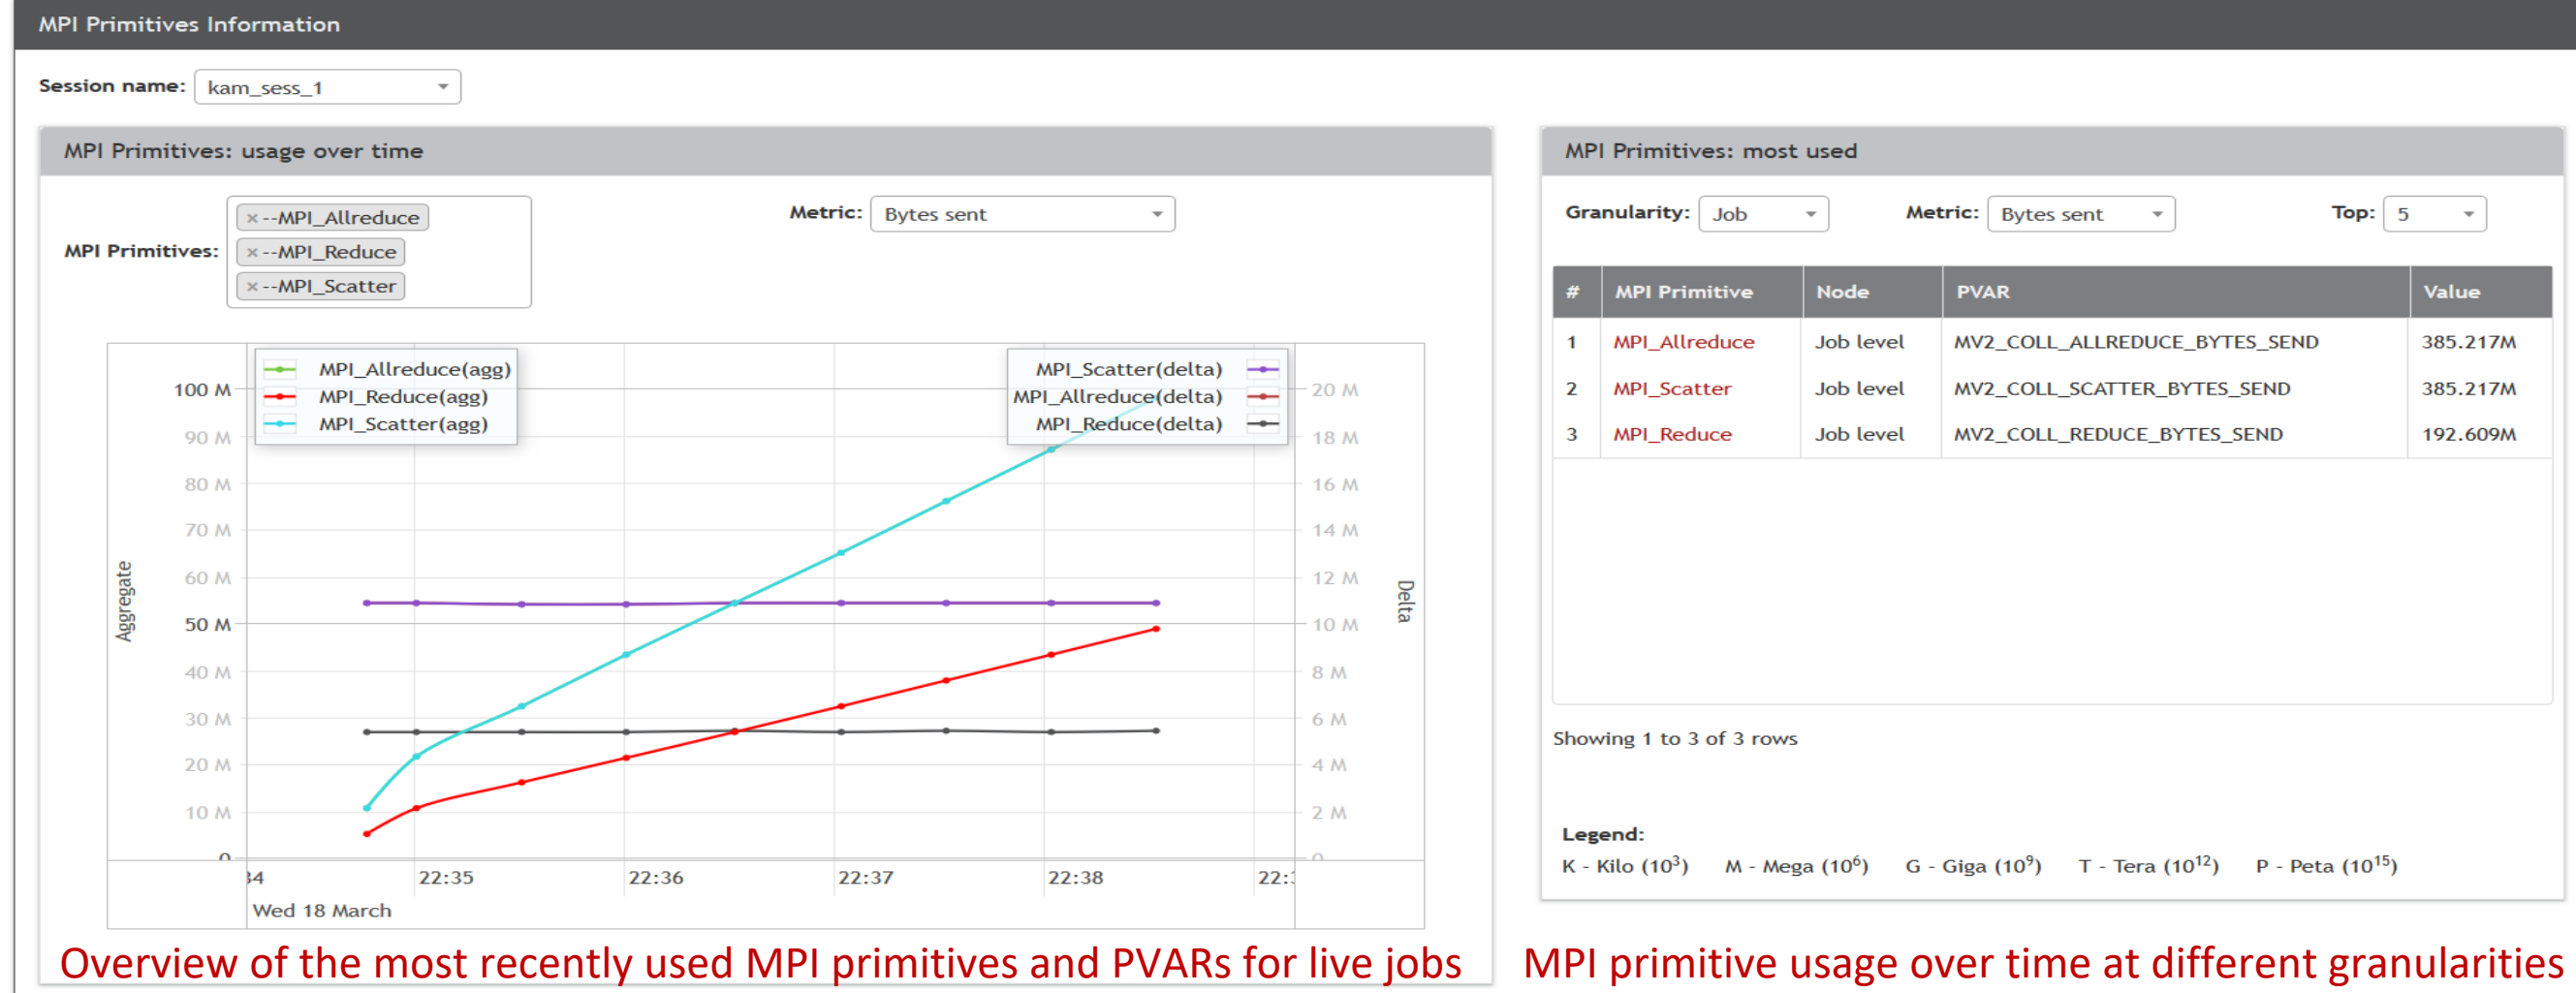 MPI Primitives Information
Session name: kam_sess_1
MPI Primitives: usage over time
MPI Primitives:
×--MPI_Allreduce
×--MPI_Reduce
×--MPI_Scatter
Metric: Bytes sent
MPI_Allreduce(agg)
MPI_Reduce(agg)
MPI_Scatter(agg)
MPI_Scatter(delta)
MPI_Allreduce(delta)
MPI_Reduce(delta)
Aggregate
100 M
90 M
80 M
70 M
60 M
50 M
40 M
30 M
20 M
10 M
0
20 M
18 M
16 M
14 M
12 M
10 M
8 M
6 M
4 M
2 M
0
Delta
34 22:35 22:36 22:37 22:38 22:3
Wed 18 March
Overview of the most recently used MPI primitives and PVARs for live jobs
MPI Primitives: most used
Granularity: Job Metric: Bytes sent Top: 5
# MPI Primitive Node PVAR Value
1 MPI_Allreduce Job level MV2_COLL_ALLREDUCE_BYTES_SEND 385.217M
2 MPI_Scatter Job level MV2_COLL_SCATTER_BYTES_SEND 385.217M
3 MPI_Reduce Job level MV2_COLL_REDUCE_BYTES_SEND 192.609M
Showing 1 to 3 of 3 rows
Legend:
K - Kilo (10³) M - Mega (10⁶) G - Giga (10⁹) T - Tera (10¹²) P - Peta (10¹⁵)
MPI primitive usage over time at different granularities